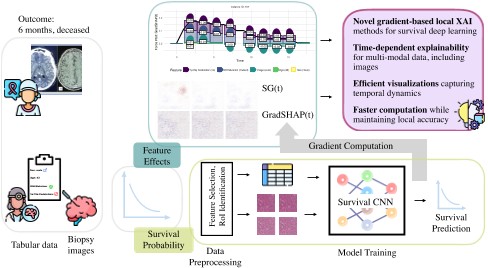 Outcome:
6 months, deceased
Tabular data
Biopsy
images
Time
SG(t)
GradSHAP(t)
Feature
Effects
Survival
Probability
Novel gradient-based local XAI
methods for survival deep learning
Time-dependent explainability
for multi-modal data, including
images
Efficient visualizations capturing
temporal dynamics
Faster computation while
maintaining local accuracy
Gradient Computation
Feature Selection,
RoI Identification
Data
Preprocessing
Survival CNN
Model Training
Survival
Prediction